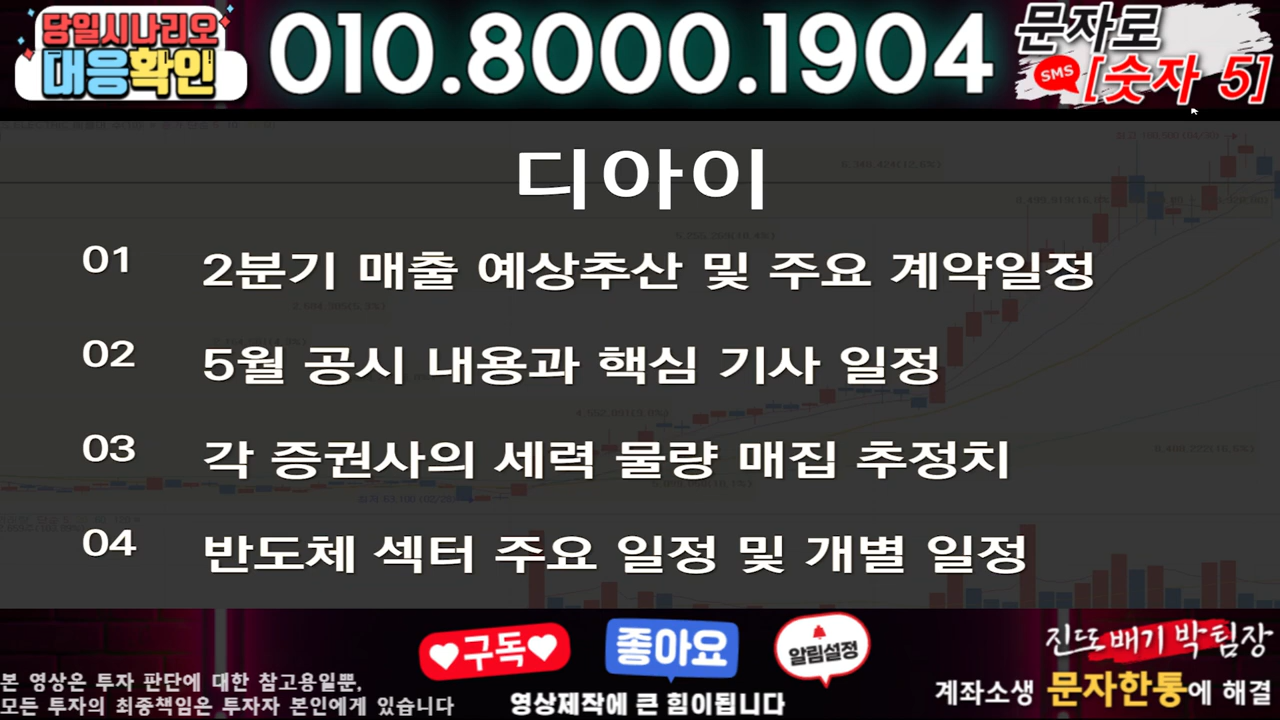 당일시나리오
대응확인
010.8000.1904
문자로
SMS
[숫자 5]
디아이
01 2분기 매출 예상추산 및 주요 계약일정
02 5월 공시 내용과 핵심 기사 일정
03 각 증권사의 세력 물량 매집 추정치
04 반도체 섹터 주요 일정 및 개별 일정
구독
좋아요
알림설정
영상제작에 큰 힘이됩니다
본 영상은 투자 판단에 대한 참고용일뿐,
모든 투자의 최종책임은 투자자 본인에게 있습니다
진또배기 박팀장
계좌소생 문자한통에 해결